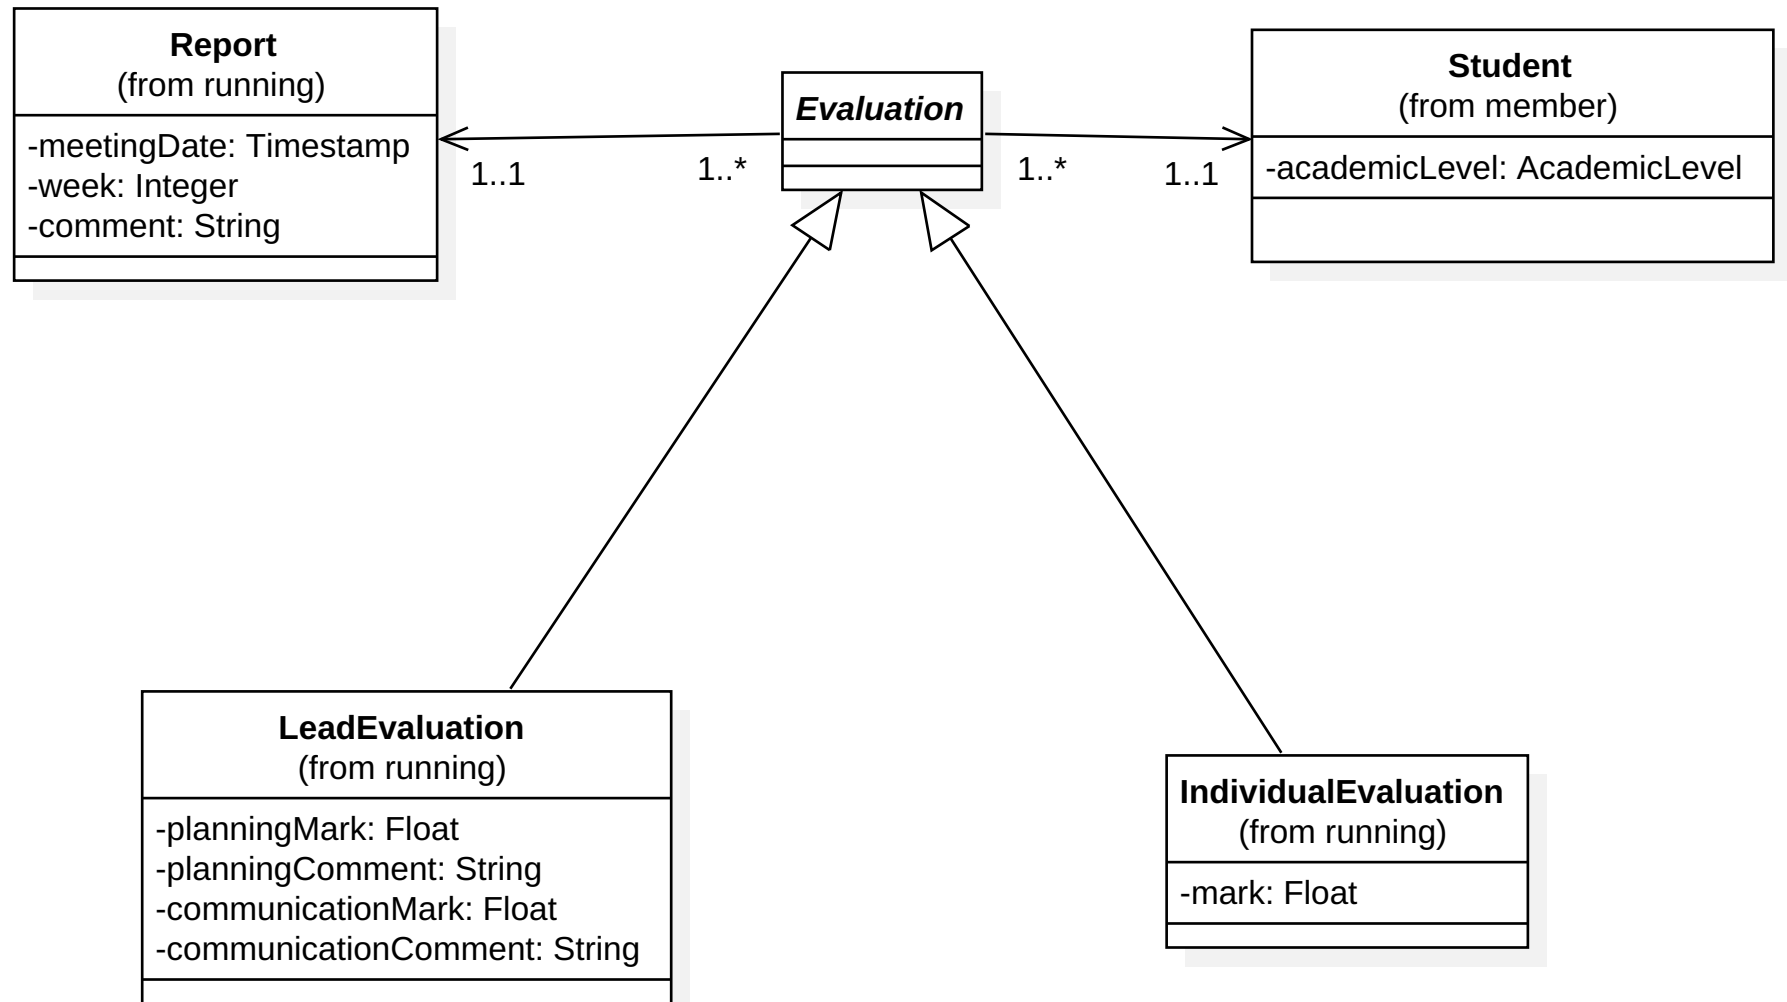 Report
(from running)
-meetingDate: Timestamp
-week: Integer
-comment: String
1..1
1..*
Evaluation
1..*
1..1
Student
(from member)
-academicLevel: AcademicLevel
LeadEvaluation
(from running)
-planningMark: Float
-planningComment: String
-communicationMark: Float
-communicationComment: String
IndividualEvaluation
(from running)
-mark: Float